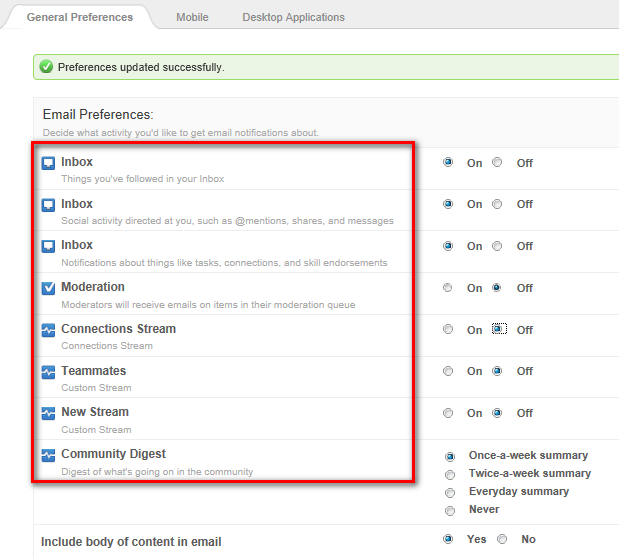 General Preferences Mobile Desktop Applications
Preferences updated successfully.
Email Preferences:
Decide what activity you'd like to get email notifications about.
Inbox On Off
Things you've followed in your Inbox
Inbox On Off
Social activity directed at you, such as @mentions, shares, and messages
Inbox On Off
Notifications about things like tasks, connections, and skill endorsements
Moderation On Off
Moderators will receive emails on items in their moderation queue
Connections Stream On Off
Connections Stream
Teammates On Off
Custom Stream
New Stream On Off
Custom Stream
Community Digest Once-a-week summary
Digest of what's going on in the community Twice-a-week summary
Everyday summary
Never
Include body of content in email Yes No